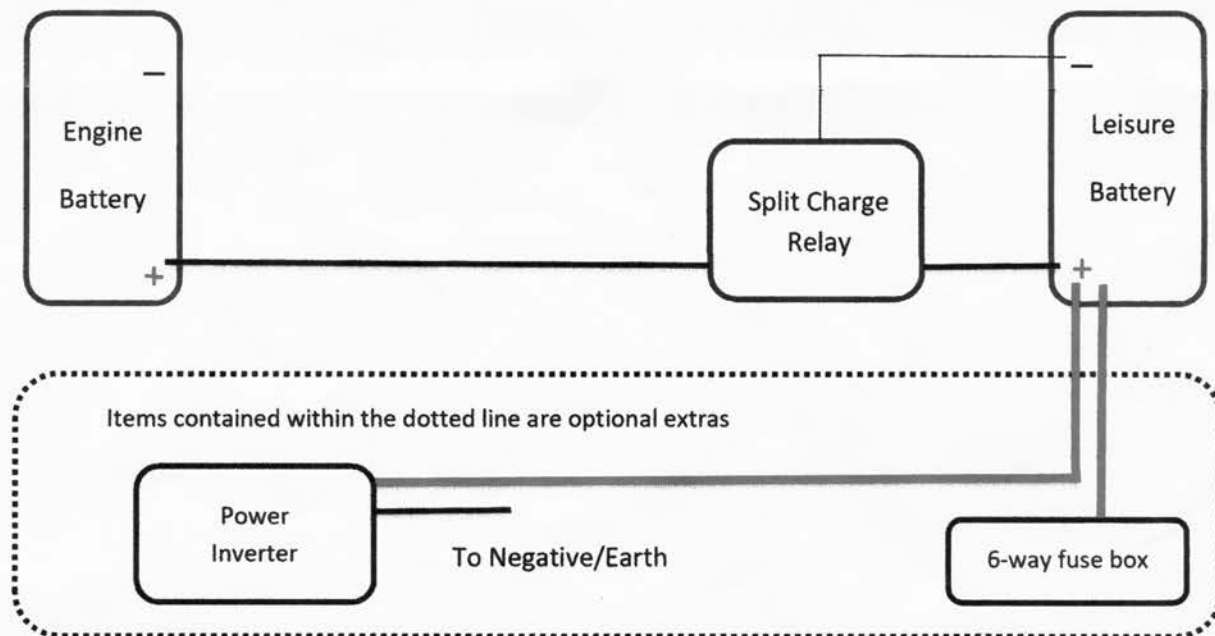 −
Engine
Battery
+
Split Charge
Relay
−
Leisure
Battery
+
Items contained within the dotted line are optional extras
Power
Inverter
To Negative/Earth
6-way fuse box